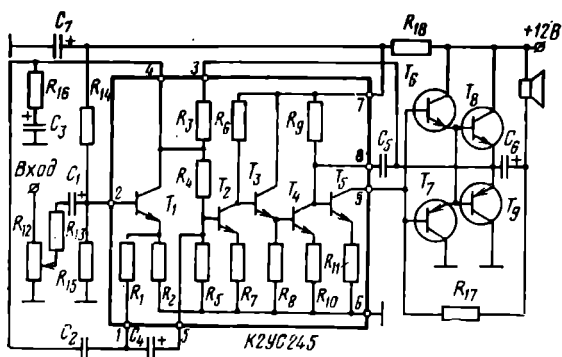 C7 + R18 +12В
4 3 T6
R16 R14 7 T8
+ C3 R3 R6 R9
Вход 8 C5 C6 +
C1 + 2 R4 T2 T3 T5 9
T1 T4 T7 T9
R12 R13
R15 R1 R2 R5 R7 R8 R10 R11 R17
1 5 6
C2 C4 + К2УС245